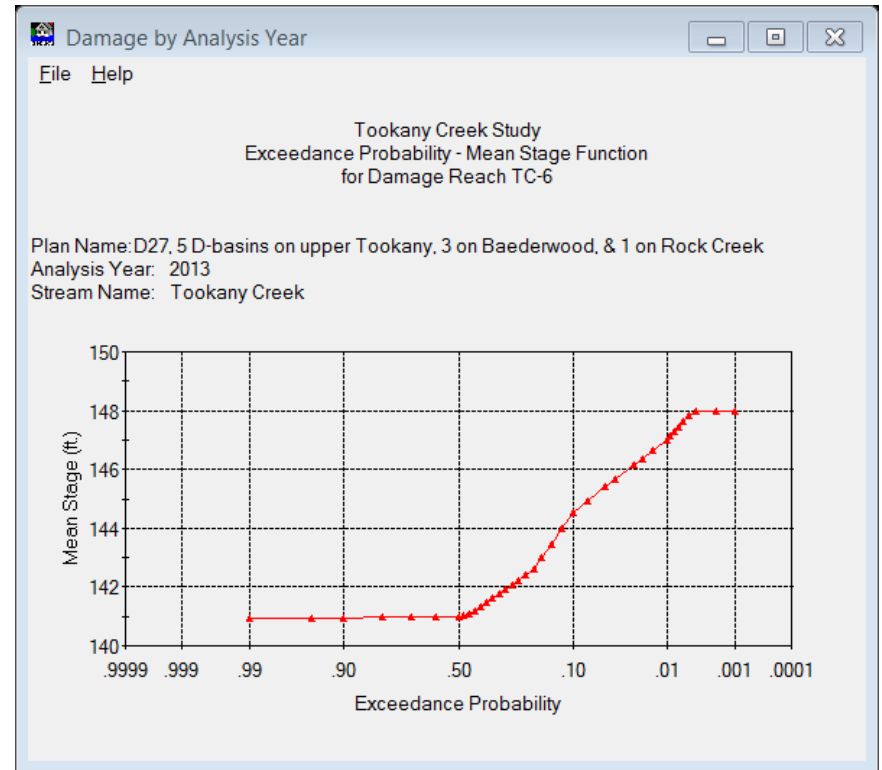 Damage by Analysis Year
File Help
Tookany Creek Study
Exceedance Probability - Mean Stage Function
for Damage Reach TC-6
Plan Name:D27, 5 D-basins on upper Tookany, 3 on Baederwood, & 1 on Rock Creek
Analysis Year: 2013
Stream Name: Tookany Creek
150
148
146
144
142
140
Mean Stage (ft.)
.9999 .999 .99 .90 .50 .10 .01 .001 .0001
Exceedance Probability